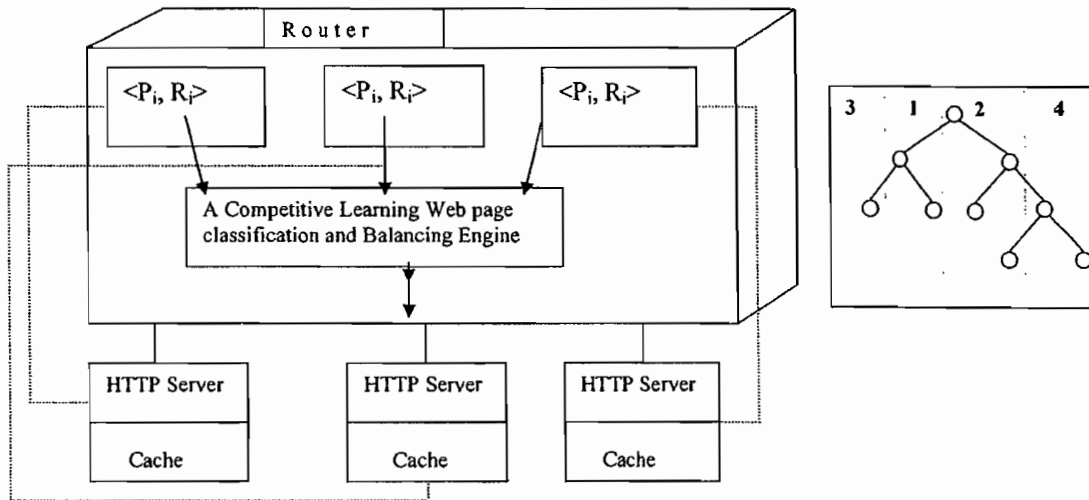 Router
<Pi, Ri>
<Pi, Ri>
<Pi, Ri>
3 1 2 4
A Competitive Learning Web page
classification and Balancing Engine
HTTP Server
HTTP Server
HTTP Server
Cache
Cache
Cache